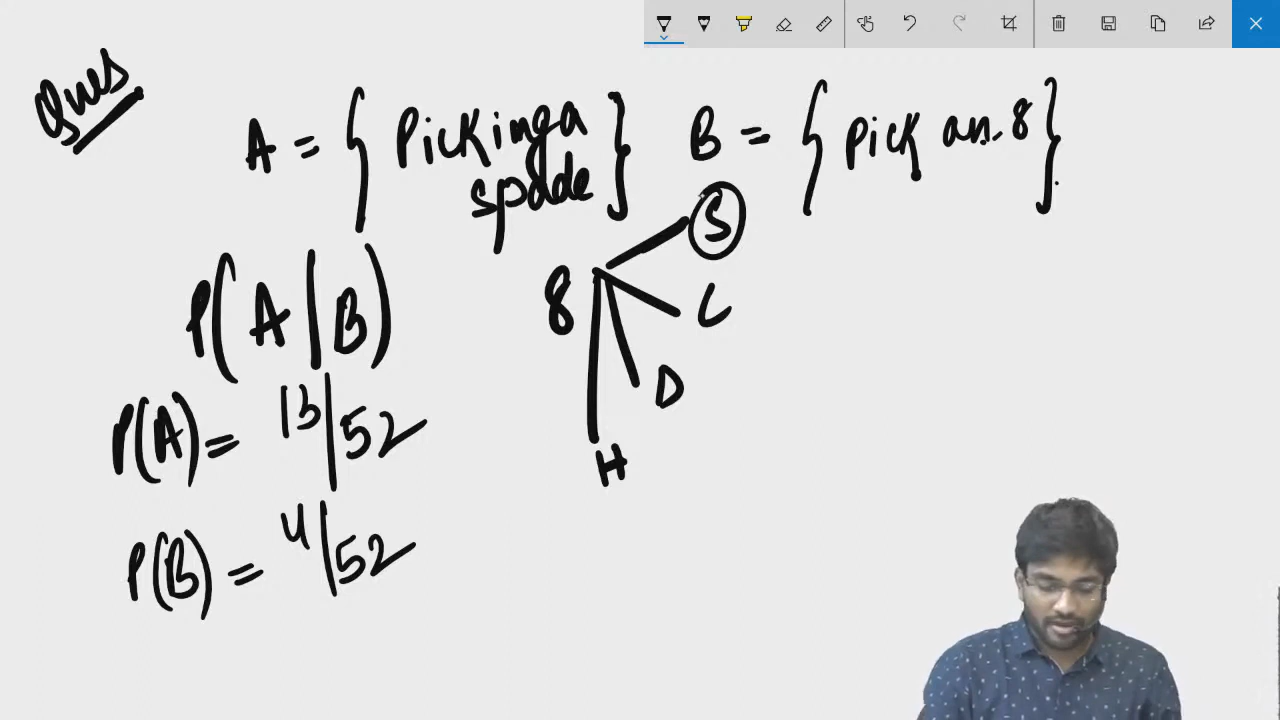 Ques
A = { Picking a spade } B = { Pick an 8 }
P(A|B)
8
S
C
D
H
P(A) = 13/52
P(B) = 4/52